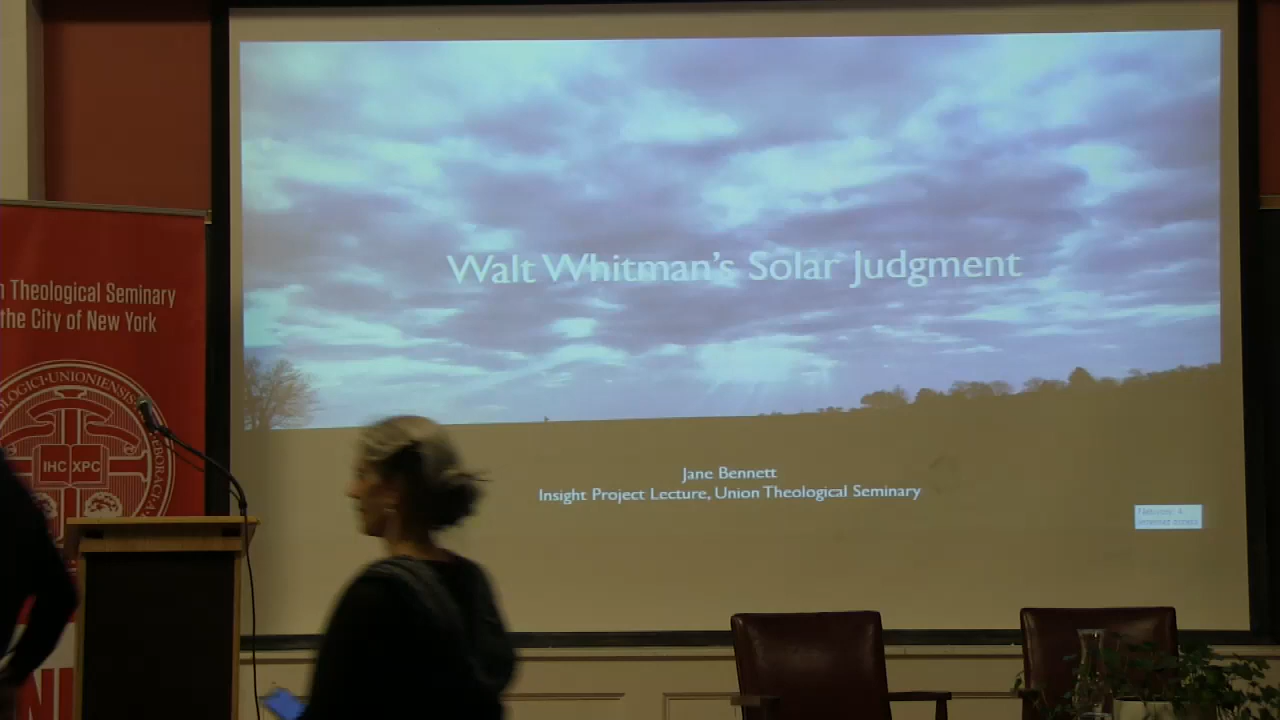 Walt Whitman's Solar Judgment
Jane Bennett
Insight Project Lecture, Union Theological Seminary
Theological Seminary
the City of New York
IHC XPC